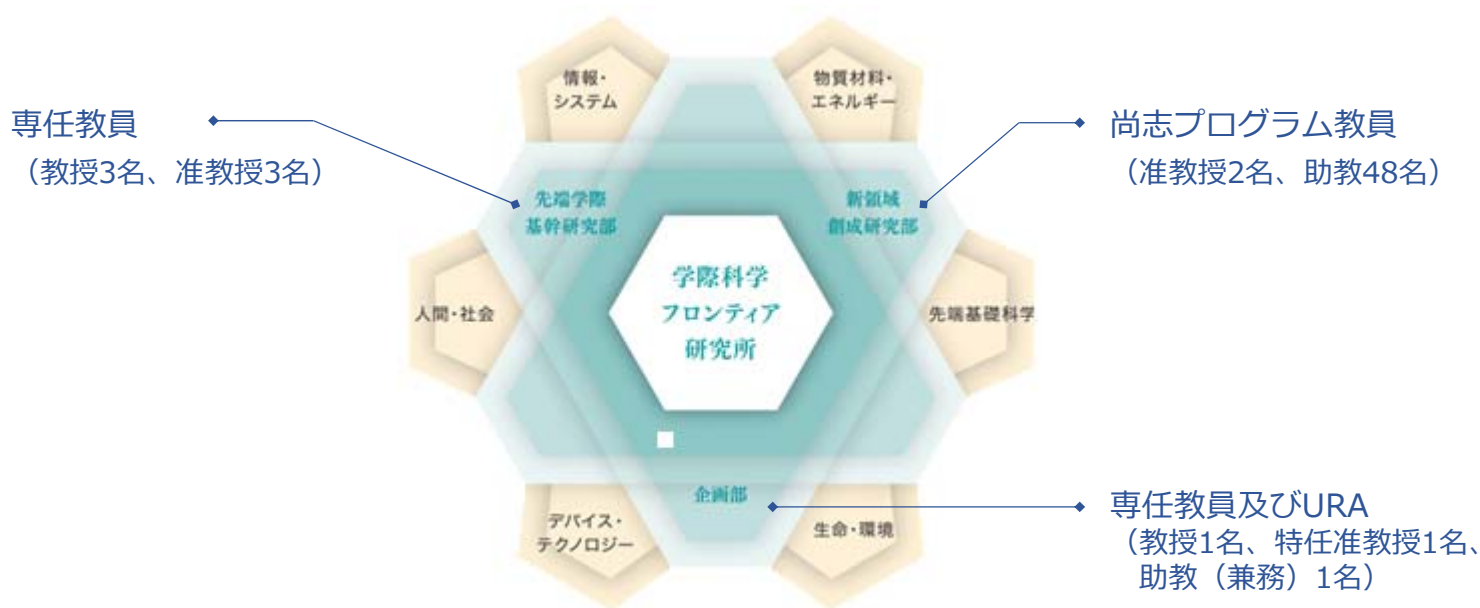 情報・
システム
物質材料・
エネルギー
専任教員
（教授3名、准教授3名）
尚志プログラム教員
（准教授2名、助教48名）
先端学際
基幹研究部
新領域
創成研究部
学際科学
フロンティア
研究所
人間・社会
先端基礎科学
企画部
デバイス・
テクノロジー
生命・環境
専任教員及びURA
（教授1名、特任准教授1名、
助教（兼務）1名）